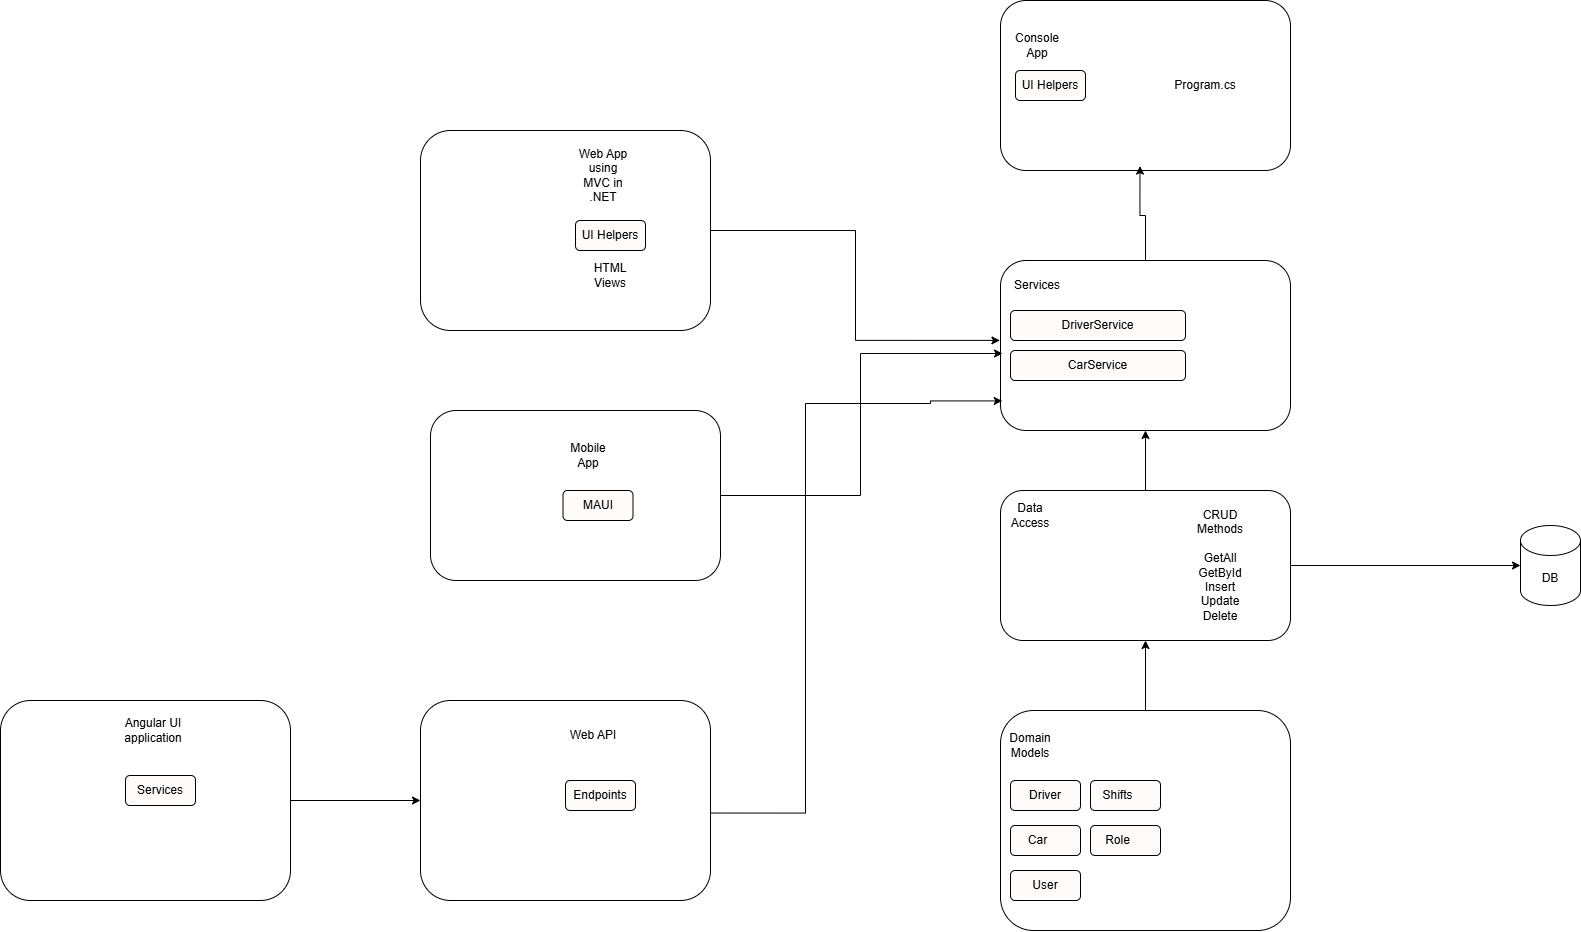 Console
App
UI Helpers
Program.cs
Web App
using
MVC in
.NET
UI Helpers
HTML
Views
Services
DriverService
CarService
Mobile
App
MAUI
Data
Access
CRUD
Methods
GetAll
GetById
Insert
Update
Delete
DB
Angular UI
application
Services
Web API
Endpoints
Domain
Models
Driver
Shifts
Car
Role
User